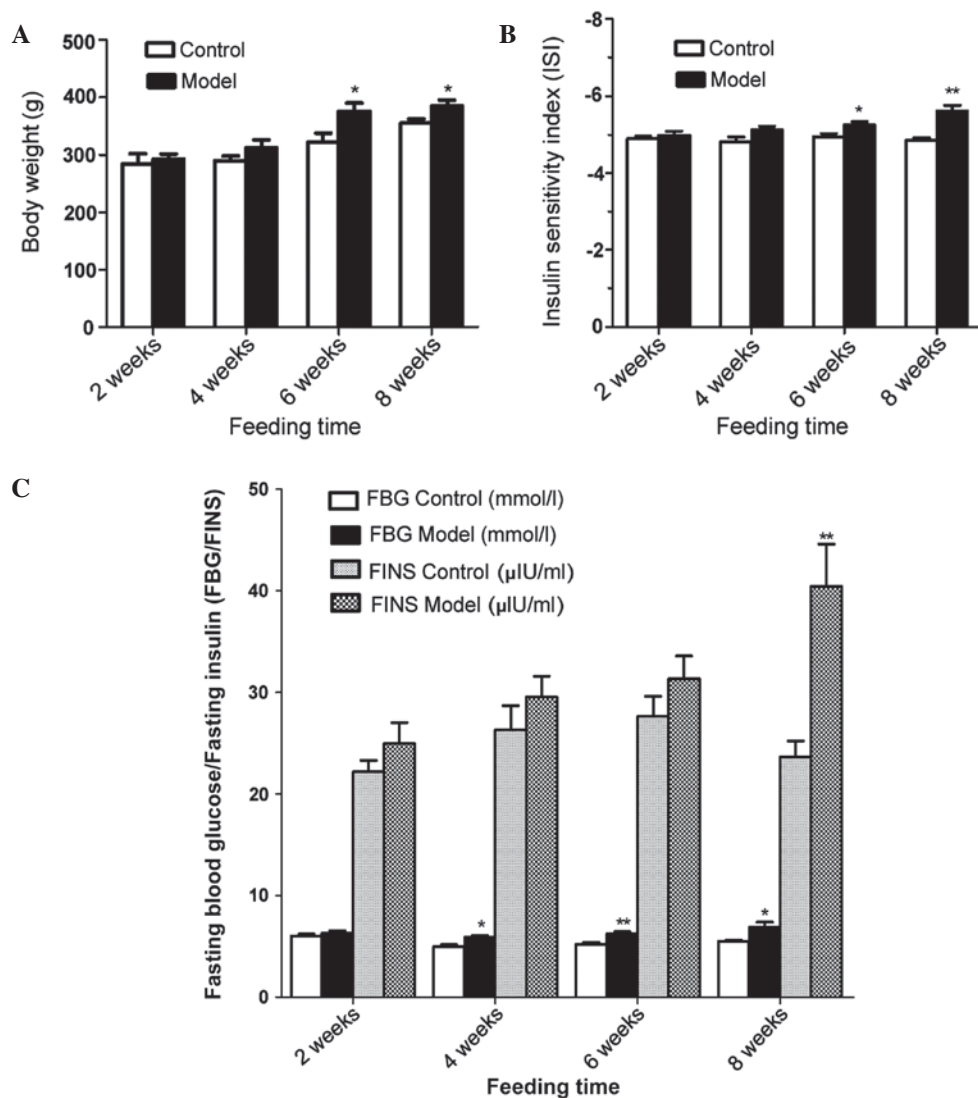 A
Body weight (g)
500
400
300
200
100
0
Control
Model
*
*
2 weeks
4 weeks
6 weeks
8 weeks
Feeding time
B
Insulin sensitivity index (ISI)
-8
-6
-4
-2
-0
Control
Model
*
**
2 weeks
4 weeks
6 weeks
8 weeks
Feeding time
C
Fasting blood glucose/Fasting insulin (FBG/FINS)
50
40
30
20
10
0
FBG Control (mmol/l)
FBG Model (mmol/l)
FINS Control (µIU/ml)
FINS Model (µIU/ml)
*
**
*
**
2 weeks
4 weeks
6 weeks
8 weeks
Feeding time